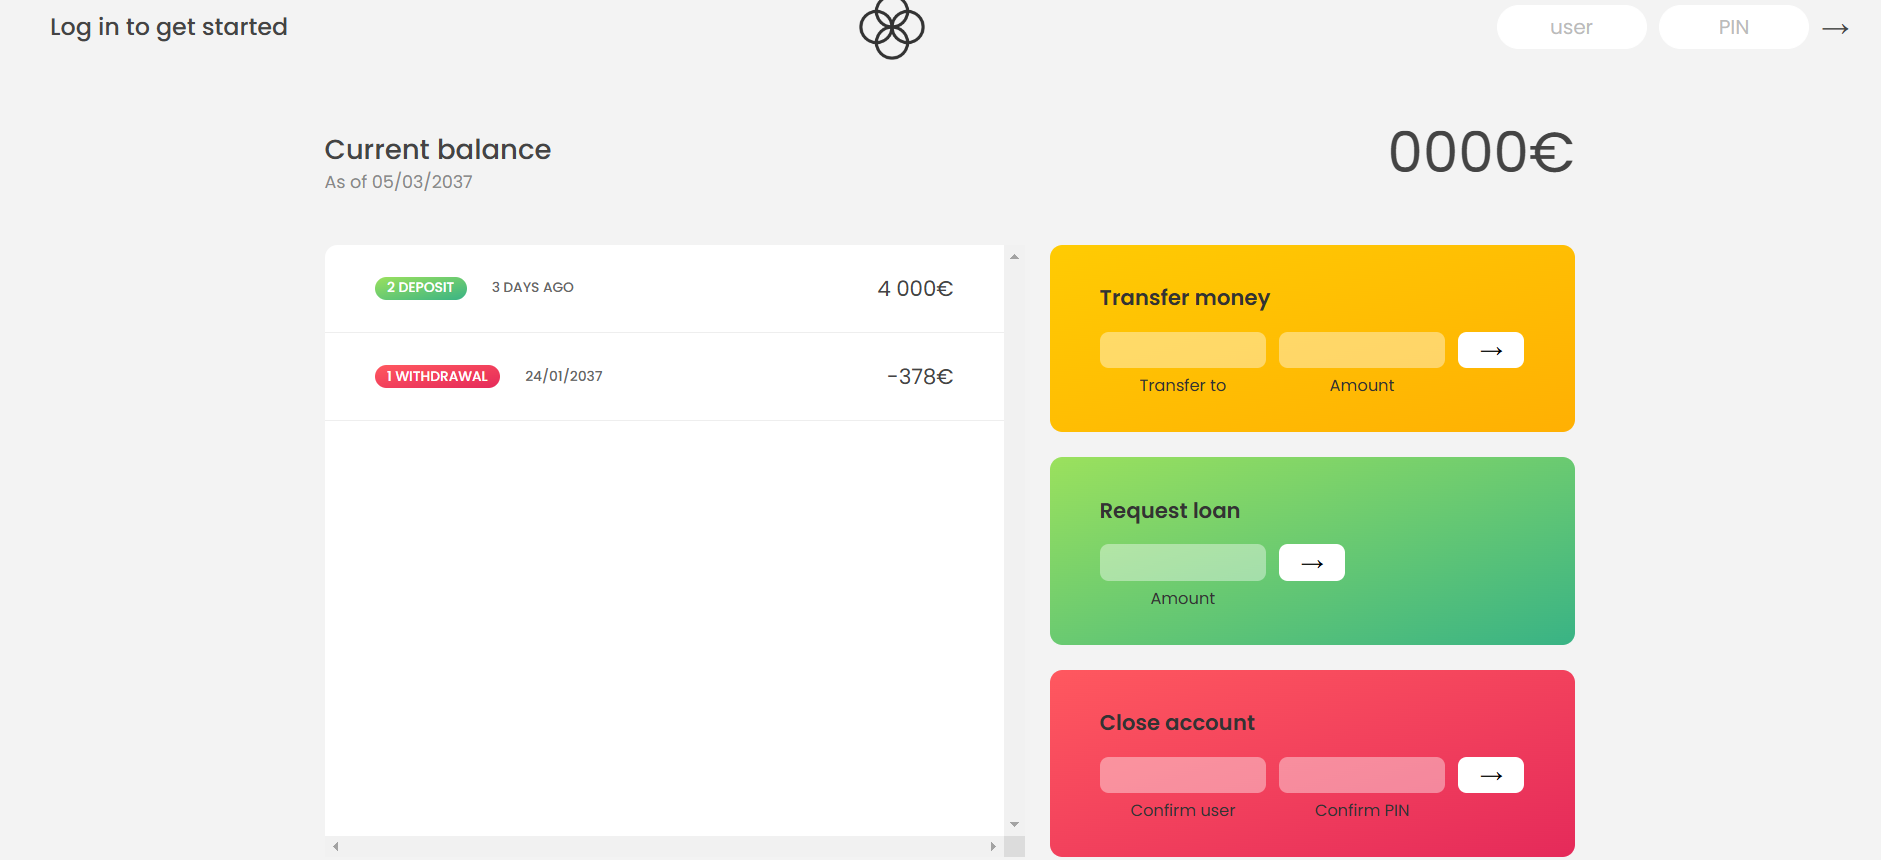 Log in to get started
user
PIN
→
Current balance
As of 05/03/2037
0000€
2 DEPOSIT
3 DAYS AGO
4 000€
1 WITHDRAWAL
24/01/2037
-378€
Transfer money
→
Transfer to
Amount
Request loan
→
Amount
Close account
→
Confirm user
Confirm PIN